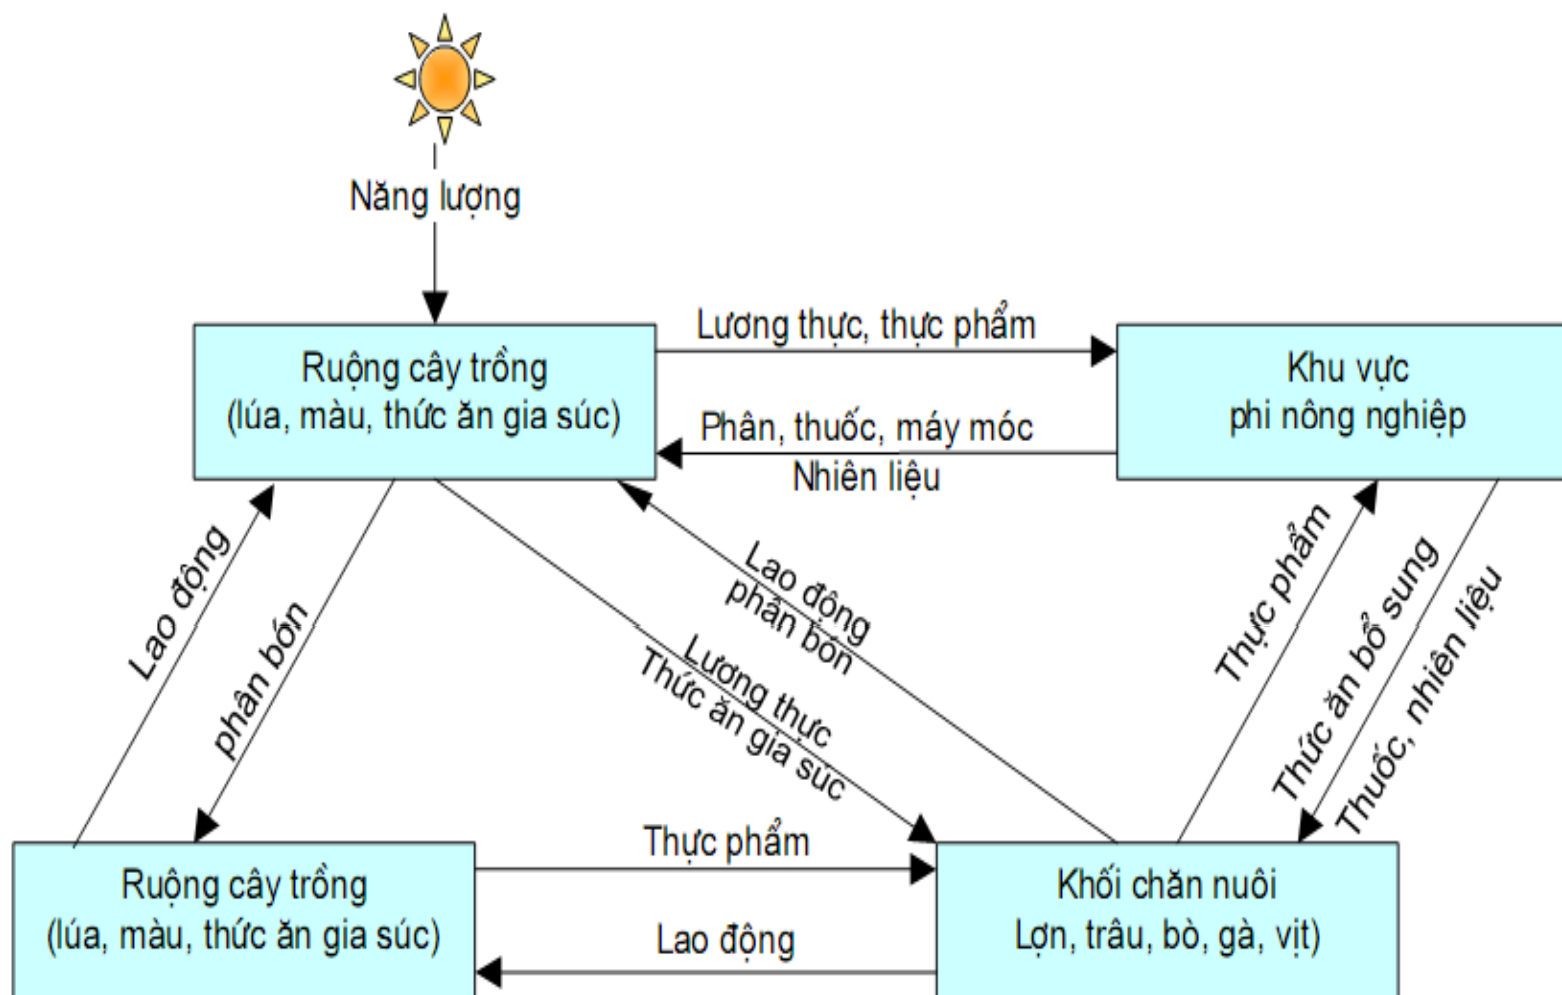 Năng lượng
Ruộng cây trồng
(lúa, màu, thức ăn gia súc)
Lương thực, thực phẩm
Phân, thuốc, máy móc
Nhiên liệu
Khu vực
phi nông nghiệp
Lao động
phân bón
Lao động
phân bón
Lương thực
Thức ăn gia súc
Thực phẩm
Thức ăn bổ sung
Thuốc, nhiên liệu
Ruộng cây trồng
(lúa, màu, thức ăn gia súc)
Thực phẩm
Lao động
Khối chăn nuôi
Lợn, trâu, bò, gà, vịt)